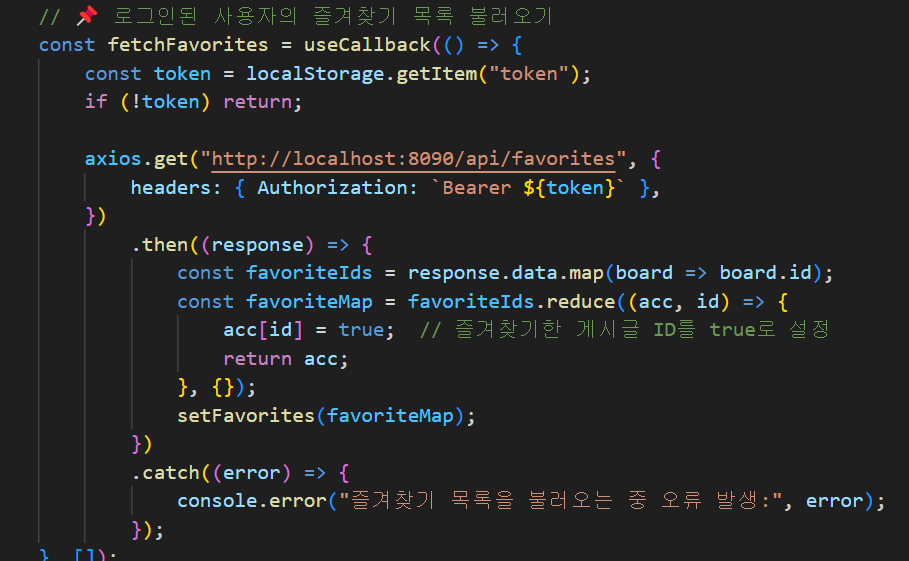 // 📌 로그인된 사용자의 즐겨찾기 목록 불러오기
const fetchFavorites = useCallback(() => {
    const token = localStorage.getItem("token");
    if (!token) return;

    axios.get("http://localhost:8090/api/favorites", {
        headers: { Authorization: `Bearer ${token}` },
    })
        .then((response) => {
            const favoriteIds = response.data.map(board => board.id);
            const favoriteMap = favoriteIds.reduce((acc, id) => {
                acc[id] = true;  // 즐겨찾기한 게시글 ID를 true로 설정
                return acc;
            }, {});
            setFavorites(favoriteMap);
        })
        .catch((error) => {
            console.error("즐겨찾기 목록을 불러오는 중 오류 발생:", error);
        });
}, []);